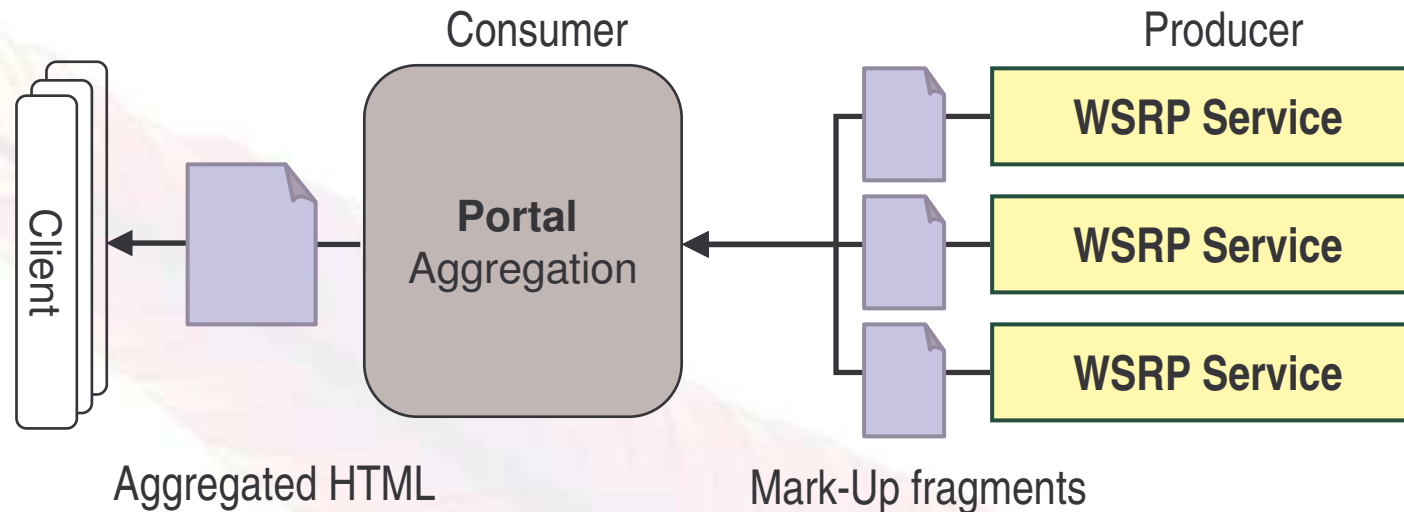 Consumer
Producer
Client
Portal
Aggregation
WSRP Service
WSRP Service
WSRP Service
Aggregated HTML
Mark-Up fragments